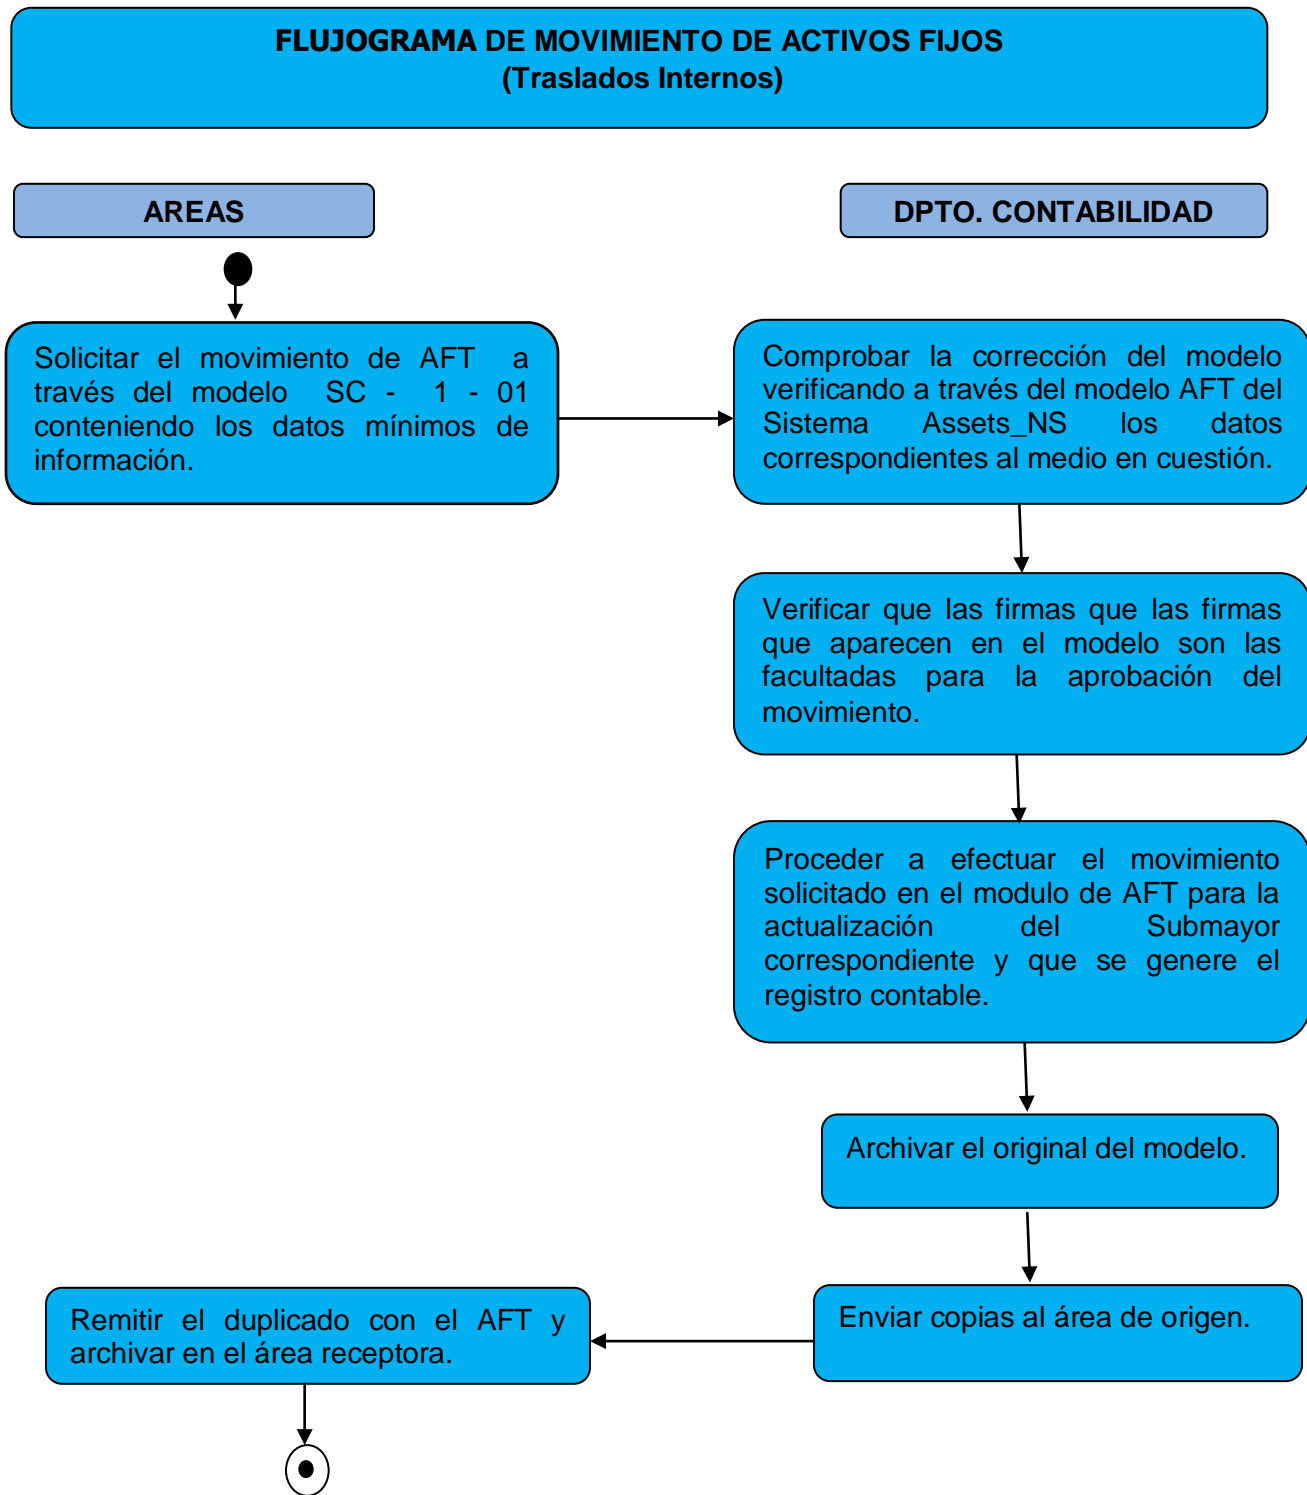 FLUJOGRAMA DE MOVIMIENTO DE ACTIVOS FIJOS
(Traslados Internos)
AREAS
DPTO. CONTABILIDAD
Solicitar el movimiento de AFT a
través del modelo SC - 1 - 01
conteniendo los datos mínimos de
información.
Comprobar la corrección del modelo
verificando a través del modelo AFT del
Sistema Assets_NS los datos
correspondientes al medio en cuestión.
Verificar que las firmas que las firmas
que aparecen en el modelo son las
facultadas para la aprobación del
movimiento.
Proceder a efectuar el movimiento
solicitado en el modulo de AFT para la
actualización del Submayor
correspondiente y que se genere el
registro contable.
Archivar el original del modelo.
Enviar copias al área de origen.
Remitir el duplicado con el AFT y
archivar en el área receptora.